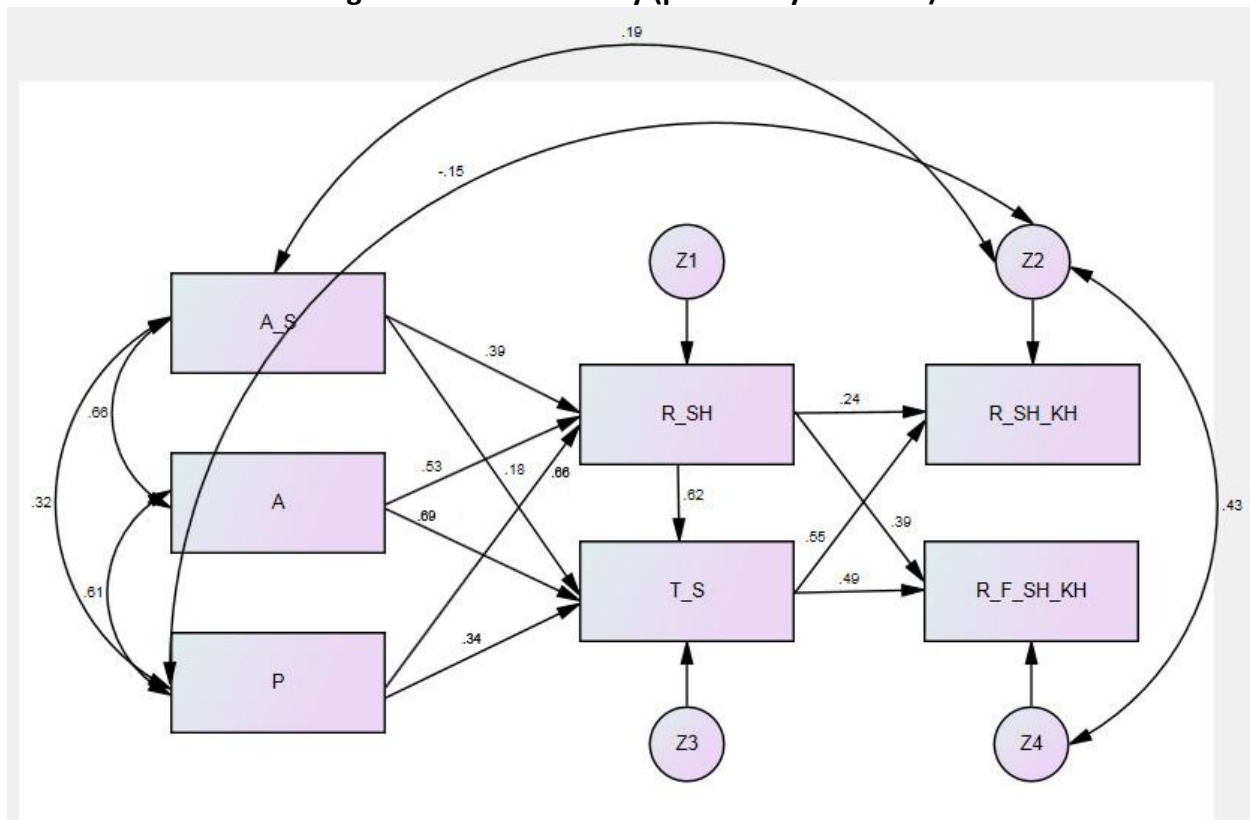 .19
-.15
Z1
Z2
A_S
.39
R_SH
.24
R_SH_KH
.66
.53
.18
.66
A
.32
.62
.39
.43
.69
.55
.61
T_S
.49
R_F_SH_KH
.34
P
Z3
Z4